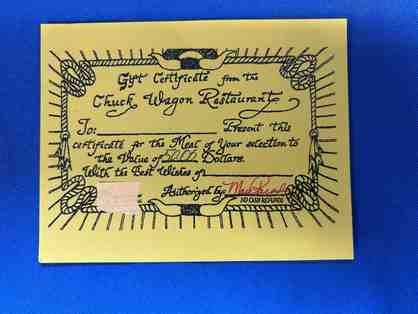 Gift Certificate from the
Chuck Wagon Restaurant
To: Present this
certificate for the Meal of Your selection to
the Value of Dollars.
With the Best Wishes of
Authorized by:
NO CASH REFUNDS